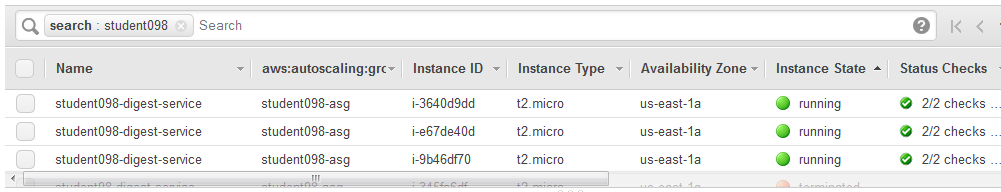 search : student098 Search
Name aws:autoscaling:grc Instance ID Instance Type Availability Zone Instance State Status Checks
student098-digest-service student098-asg i-3640d9dd t2.micro us-east-1a running 2/2 checks ...
student098-digest-service student098-asg i-e67de40d t2.micro us-east-1a running 2/2 checks ...
student098-digest-service student098-asg i-9b46df70 t2.micro us-east-1a running 2/2 checks ...